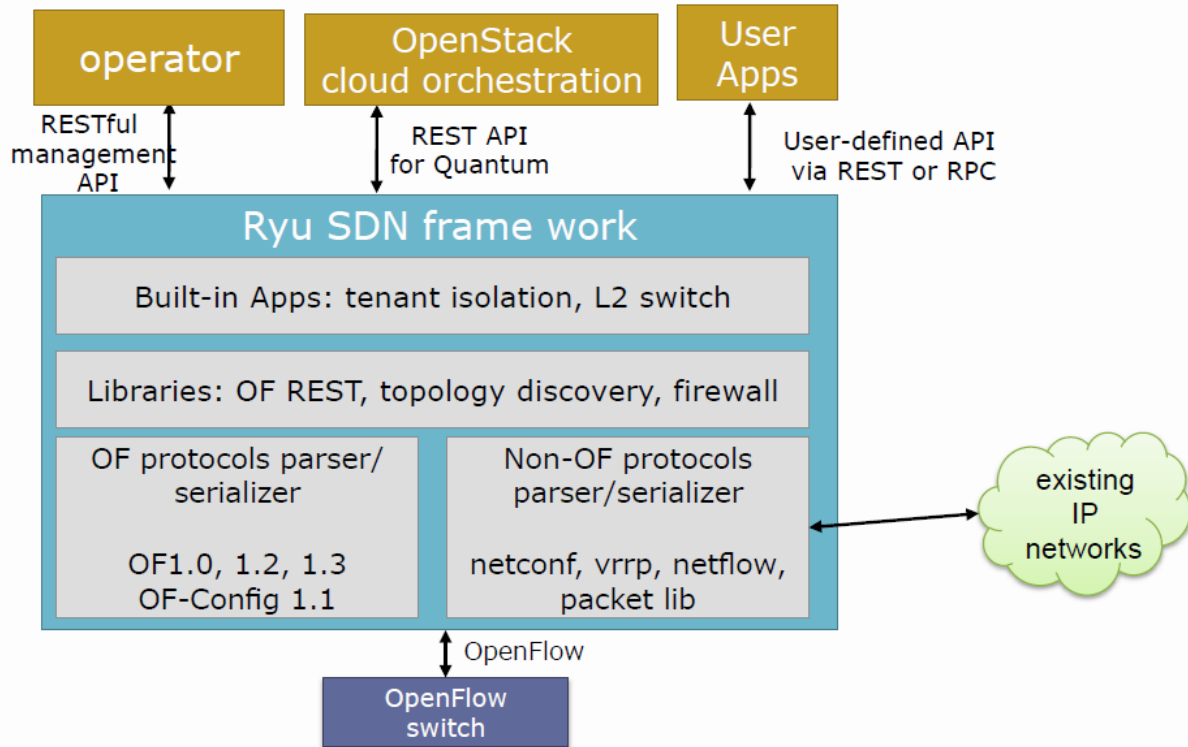 operator
OpenStack
cloud orchestration
User
Apps
RESTful
management
API
REST API
for Quantum
User-defined API
via REST or RPC
Ryu SDN frame work
Built-in Apps: tenant isolation, L2 switch
Libraries: OF REST, topology discovery, firewall
OF protocols parser/
serializer
OF1.0, 1.2, 1.3
OF-Config 1.1
Non-OF protocols
parser/serializer
netconf, vrrp, netflow,
packet lib
existing
IP
networks
OpenFlow
OpenFlow
switch